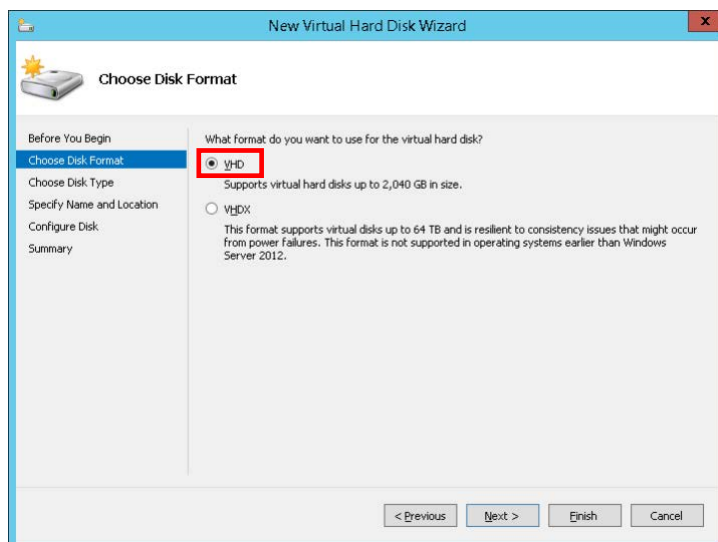 New Virtual Hard Disk Wizard
x
Choose Disk Format
Before You Begin
Choose Disk Format
Choose Disk Type
Specify Name and Location
Configure Disk
Summary
What format do you want to use for the virtual hard disk?
VHD
Supports virtual hard disks up to 2,040 GB in size.
VHDX
This format supports virtual disks up to 64 TB and is resilient to consistency issues that might occur
from power failures. This format is not supported in operating systems earlier than Windows
Server 2012.
< Previous Next > Finish Cancel